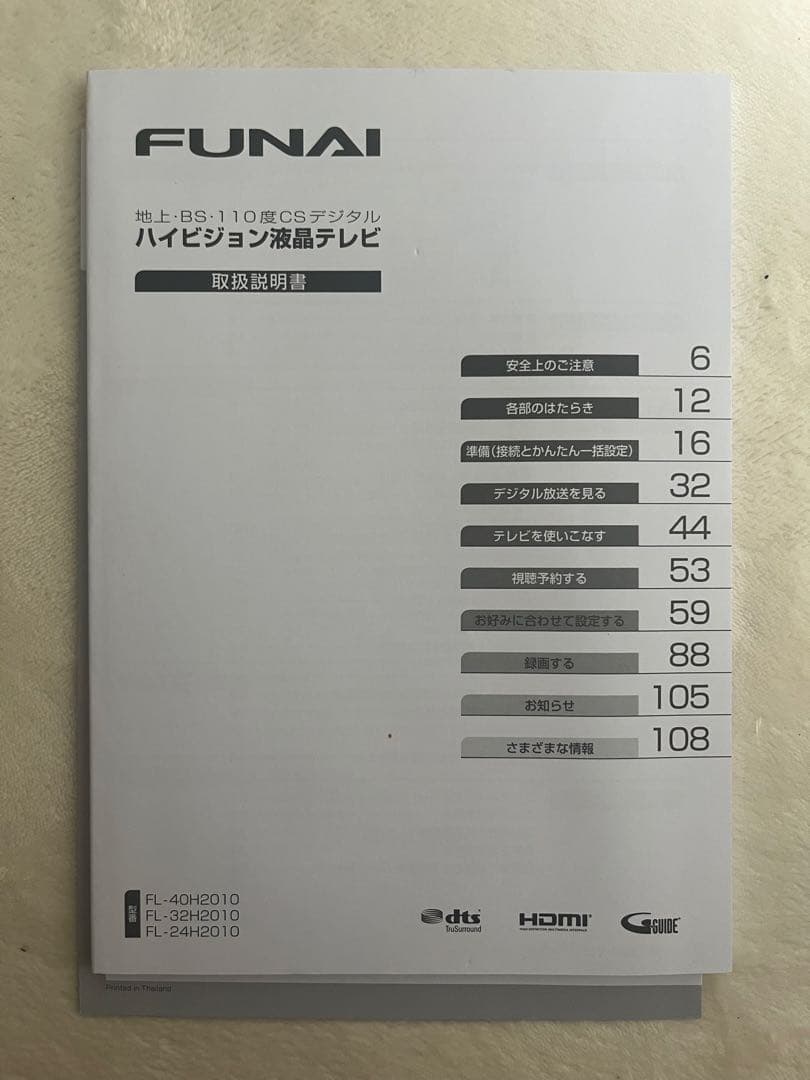 FUNAI
地上・BS・110度CSデジタル
ハイビジョン液晶テレビ
取扱説明書
安全上のご注意 6
各部のはたらき 12
準備(接続とかんたん一括設定) 16
デジタル放送を見る 32
テレビを使いこなす 44
視聴予約する 53
お好みに合わせて設定する 59
録画する 88
お知らせ 105
さまざまな情報 108
型番
FL-40H2010
FL-32H2010
FL-24H2010
dts
TruSurround
HDMI
HIGH-DEFINITION MULTIMEDIA INTERFACE
G-GUIDE
Printed in Thailand